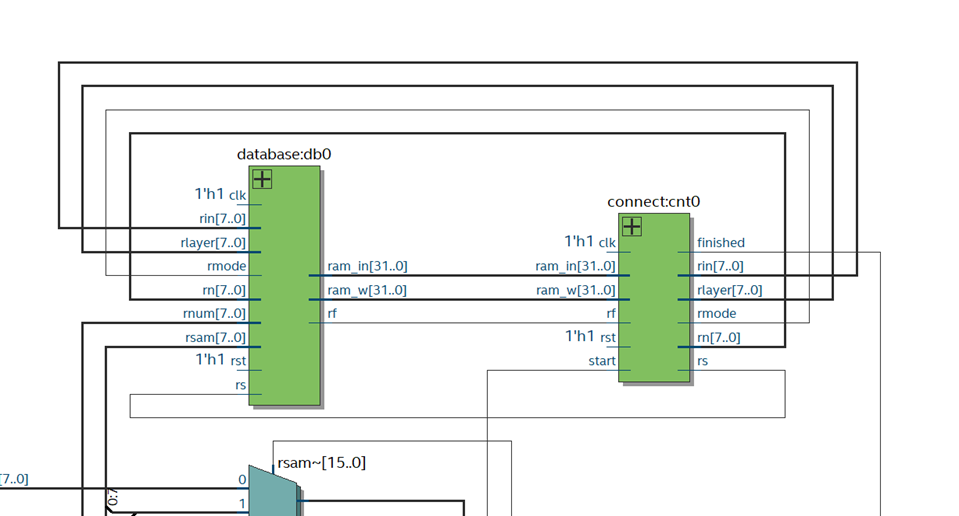 database:db0
1'h1 clk
rin[7..0]
rlayer[7..0]
rmode
rn[7..0]
rnum[7..0]
rsam[7..0]
1'h1 rst
rs
ram_in[31..0]
ram_w[31..0]
rf
connect:cnt0
1'h1 clk
ram_in[31..0]
ram_w[31..0]
rf
1'h1 rst
start
finished
rin[7..0]
rlayer[7..0]
rmode
rn[7..0]
rs
rsam~[15..0]
[7..0]
0
1
0:7